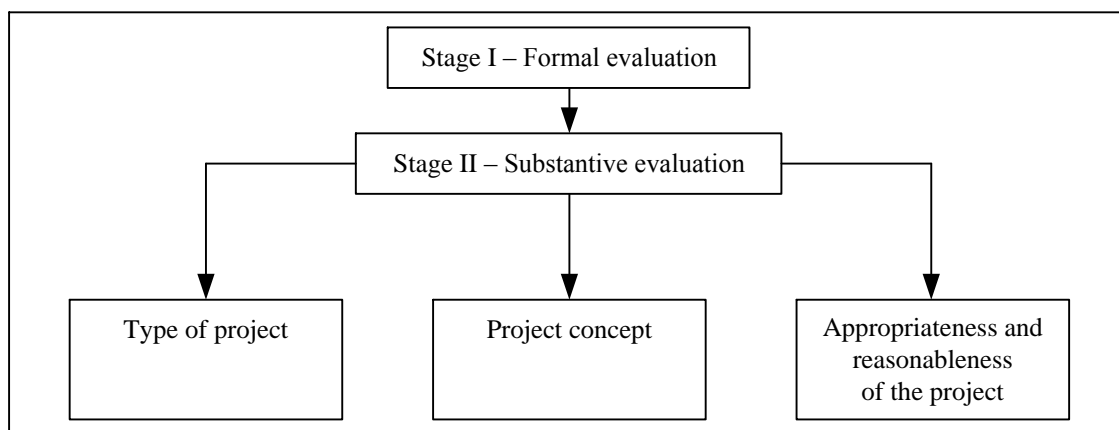 Stage I – Formal evaluation
Stage II – Substantive evaluation
Type of project
Project concept
Appropriateness and
reasonableness
of the project